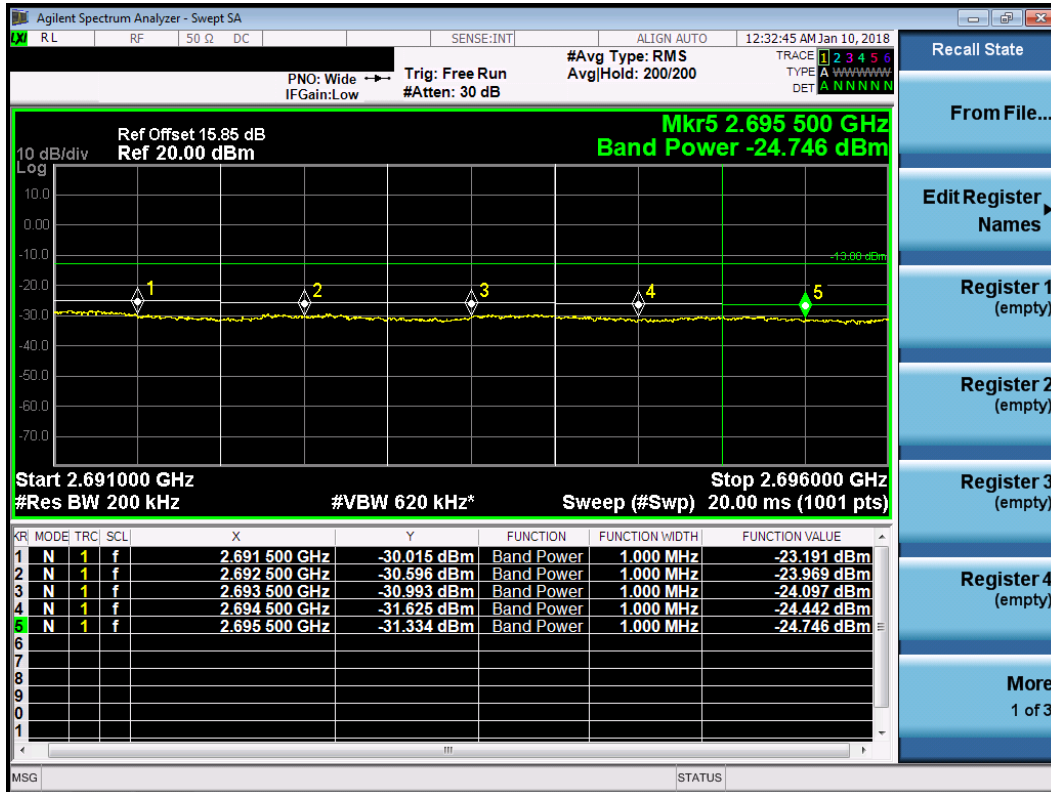 Agilent Spectrum Analyzer - Swept SA
LXI RL RF 50 Ω DC SENSE:INT ALIGN AUTO 12:32:45 AM Jan 10, 2018
PNO: Wide IFGain:Low
Trig: Free Run #Atten: 30 dB
#Avg Type: RMS Avg|Hold: 200/200
TRACE 1 2 3 4 5 6
TYPE A WWWWW
DET A N N N N N
Ref Offset 15.85 dB
10 dB/div Ref 20.00 dBm
Log
Mkr5 2.695 500 GHz
Band Power -24.746 dBm
10.0
0.00
-10.0
-13.00 dBm
-20.0
1 2 3 4 5
-30.0
-40.0
-50.0
-60.0
-70.0
Start 2.691000 GHz Stop 2.696000 GHz
#Res BW 200 kHz #VBW 620 kHz* Sweep (#Swp) 20.00 ms (1001 pts)
KR MODE TRC SCL X Y FUNCTION FUNCTION WIDTH FUNCTION VALUE
1 N 1 f 2.691 500 GHz -30.015 dBm Band Power 1.000 MHz -23.191 dBm
2 N 1 f 2.692 500 GHz -30.596 dBm Band Power 1.000 MHz -23.969 dBm
3 N 1 f 2.693 500 GHz -30.993 dBm Band Power 1.000 MHz -24.097 dBm
4 N 1 f 2.694 500 GHz -31.625 dBm Band Power 1.000 MHz -24.442 dBm
5 N 1 f 2.695 500 GHz -31.334 dBm Band Power 1.000 MHz -24.746 dBm
6
7
8
9
0
1
MSG STATUS
Recall State
From File...
Edit Register
Names
Register 1
(empty)
Register 2
(empty)
Register 3
(empty)
Register 4
(empty)
More
1 of 3